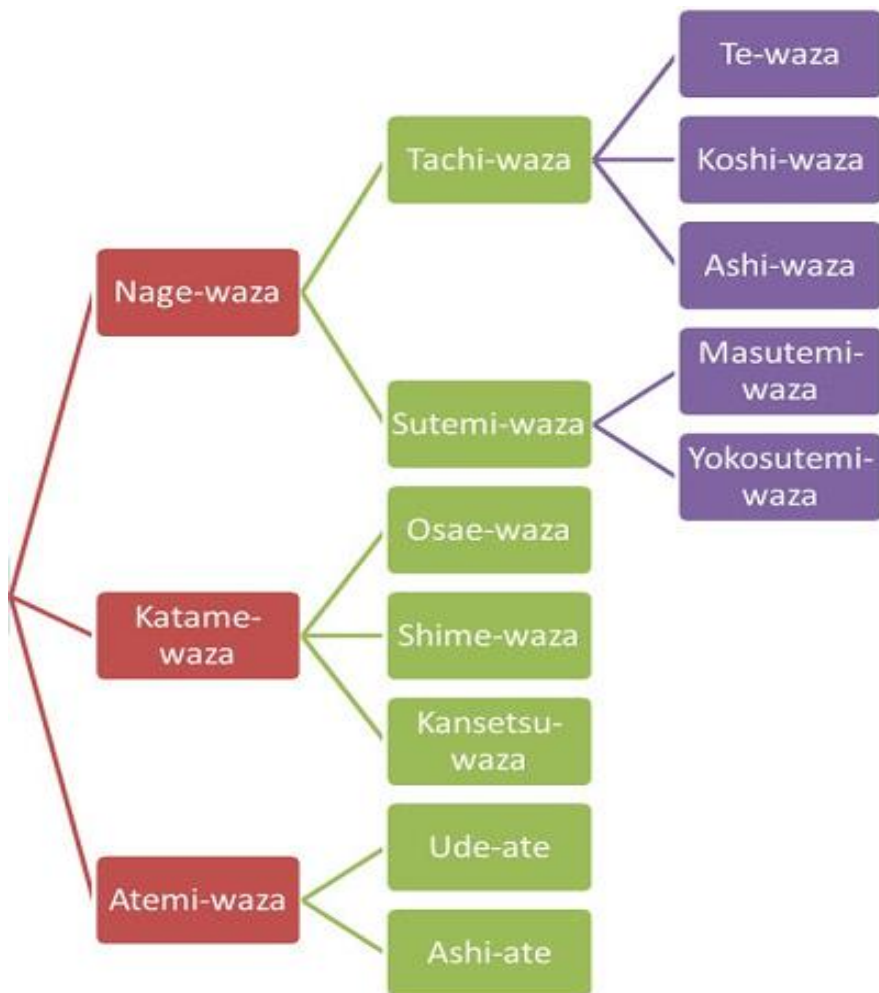 Te-waza
Tachi-waza
Koshi-waza
Ashi-waza
Nage-waza
Masutemi-
waza
Sutemi-waza
Yokosutemi-
waza
Osae-waza
Katame-
waza
Shime-waza
Kansetsu-
waza
Ude-ate
Atemi-waza
Ashi-ate